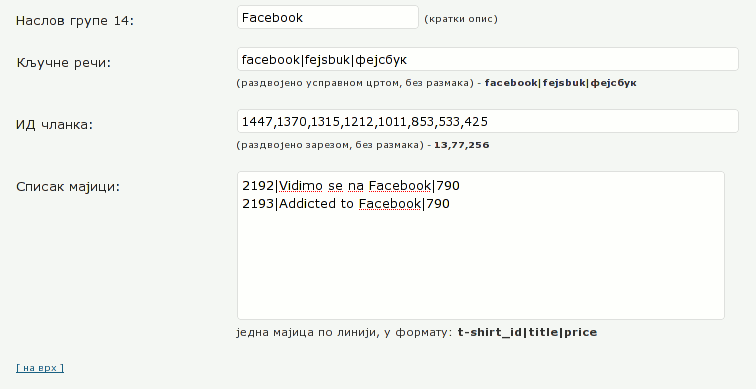 Наслов групе 14: Facebook (кратки опис)
Кључне речи: facebook|fejsbuk|фејсбук
(раздвојено усправном цртом, без размака) - facebook|fejsbuk|фејсбук
ИД чланка: 1447,1370,1315,1212,1011,853,533,425
(раздвојено зарезом, без размака) - 13,77,256
Списак мајици: 2192|Vidimo se na Facebook|790
2193|Addicted to Facebook|790
једна мајица по линији, у формату: t-shirt_id|title|price
[ на врх ]